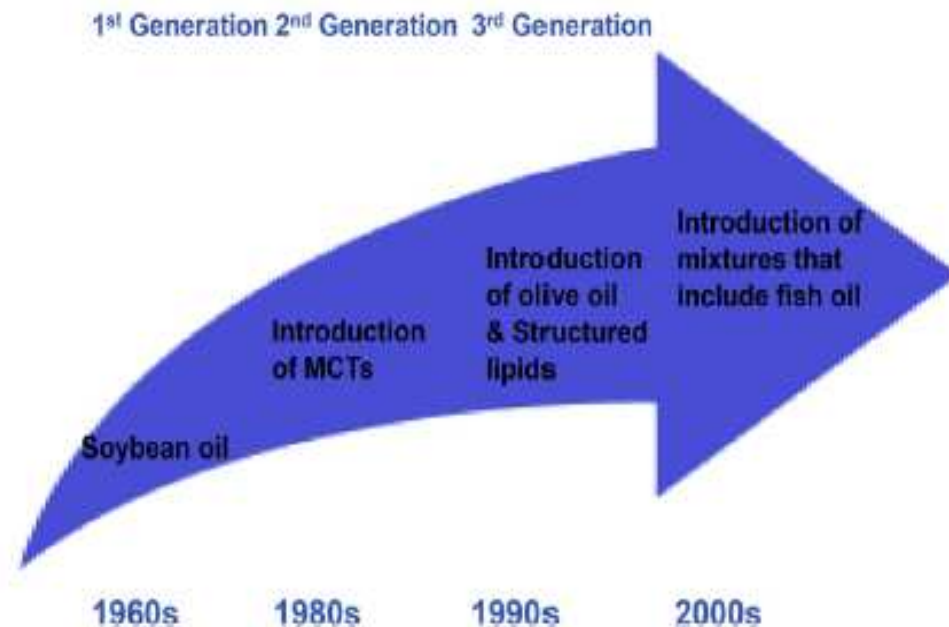 1st Generation 2nd Generation 3rd Generation
Introduction of
mixtures that
include fish oil
Introduction
of olive oil
& Structured
lipids
Introduction
of MCTs
Soybean oil
1960s 1980s 1990s 2000s